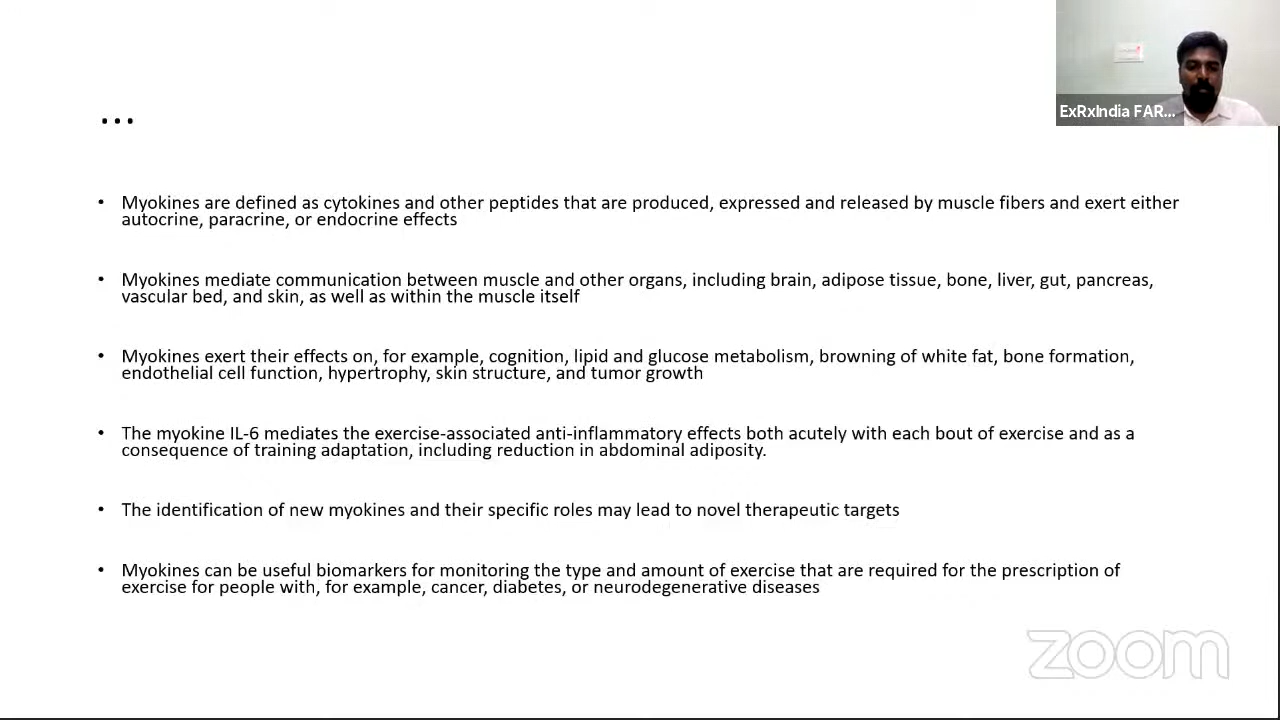 ExRxIndia FAR...
...
• Myokines are defined as cytokines and other peptides that are produced, expressed and released by muscle fibers and exert either
autocrine, paracrine, or endocrine effects
• Myokines mediate communication between muscle and other organs, including brain, adipose tissue, bone, liver, gut, pancreas,
vascular bed, and skin, as well as within the muscle itself
• Myokines exert their effects on, for example, cognition, lipid and glucose metabolism, browning of white fat, bone formation,
endothelial cell function, hypertrophy, skin structure, and tumor growth
• The myokine IL-6 mediates the exercise-associated anti-inflammatory effects both acutely with each bout of exercise and as a
consequence of training adaptation, including reduction in abdominal adiposity.
• The identification of new myokines and their specific roles may lead to novel therapeutic targets
• Myokines can be useful biomarkers for monitoring the type and amount of exercise that are required for the prescription of
exercise for people with, for example, cancer, diabetes, or neurodegenerative diseases
zoom